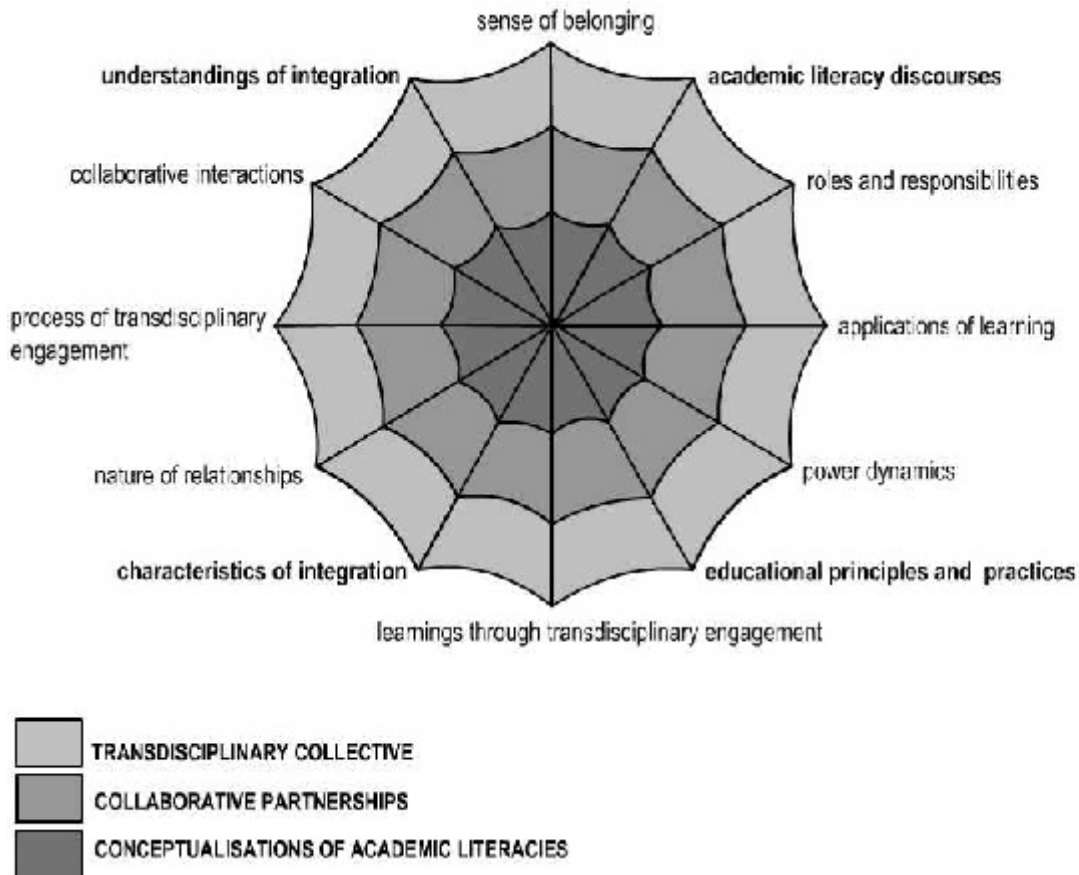 sense of belonging
understandings of integration
academic literacy discourses
collaborative interactions
roles and responsibilities
process of transdisciplinary
engagement
applications of learning
nature of relationships
power dynamics
characteristics of integration
educational principles and practices
learnings through transdisciplinary engagement
TRANSDISCIPLINARY COLLECTIVE
COLLABORATIVE PARTNERSHIPS
CONCEPTUALISATIONS OF ACADEMIC LITERACIES